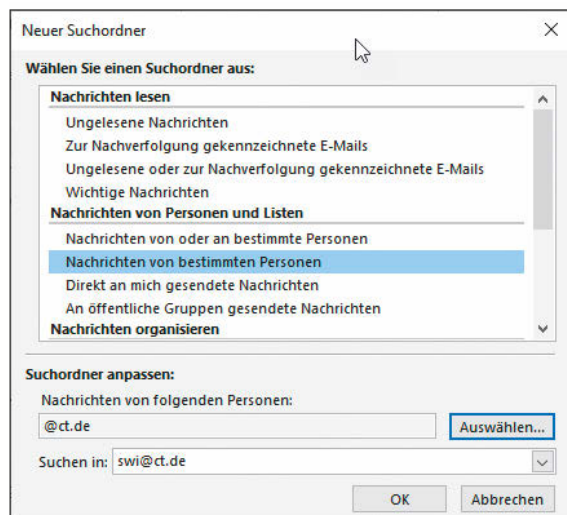 Neuer Suchordner
Wählen Sie einen Suchordner aus:
Nachrichten lesen
Ungelesene Nachrichten
Zur Nachverfolgung gekennzeichnete E-Mails
Ungelesene oder zur Nachverfolgung gekennzeichnete E-Mails
Wichtige Nachrichten
Nachrichten von Personen und Listen
Nachrichten von oder an bestimmte Personen
Nachrichten von bestimmten Personen
Direkt an mich gesendete Nachrichten
An öffentliche Gruppen gesendete Nachrichten
Nachrichten organisieren
Suchordner anpassen:
Nachrichten von folgenden Personen:
@ct.de Auswählen...
Suchen in: swi@ct.de
OK Abbrechen